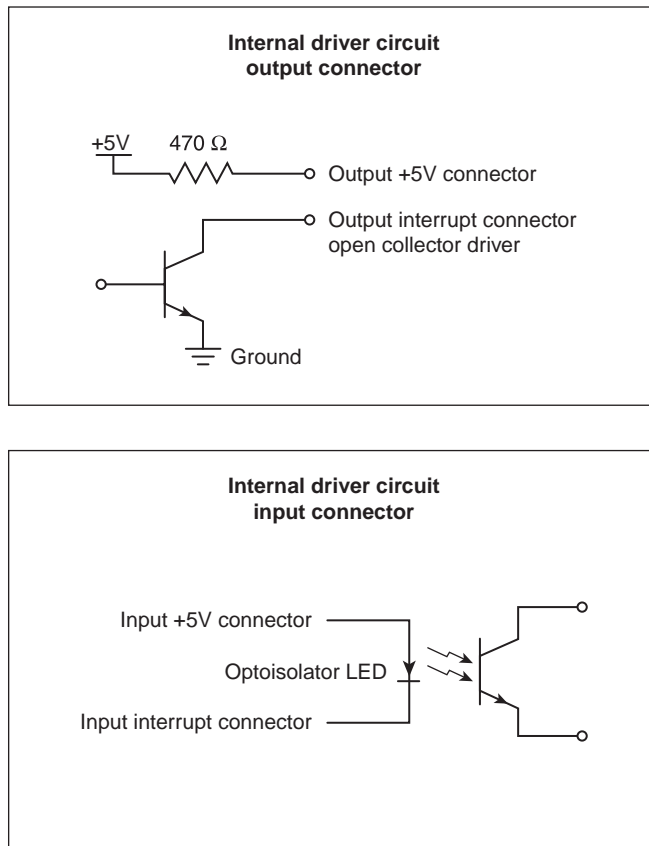 Internal driver circuit
output connector
+5V
470 Ω
Output +5V connector
Output interrupt connector
open collector driver
Ground
Internal driver circuit
input connector
Input +5V connector
Optoisolator LED
Input interrupt connector